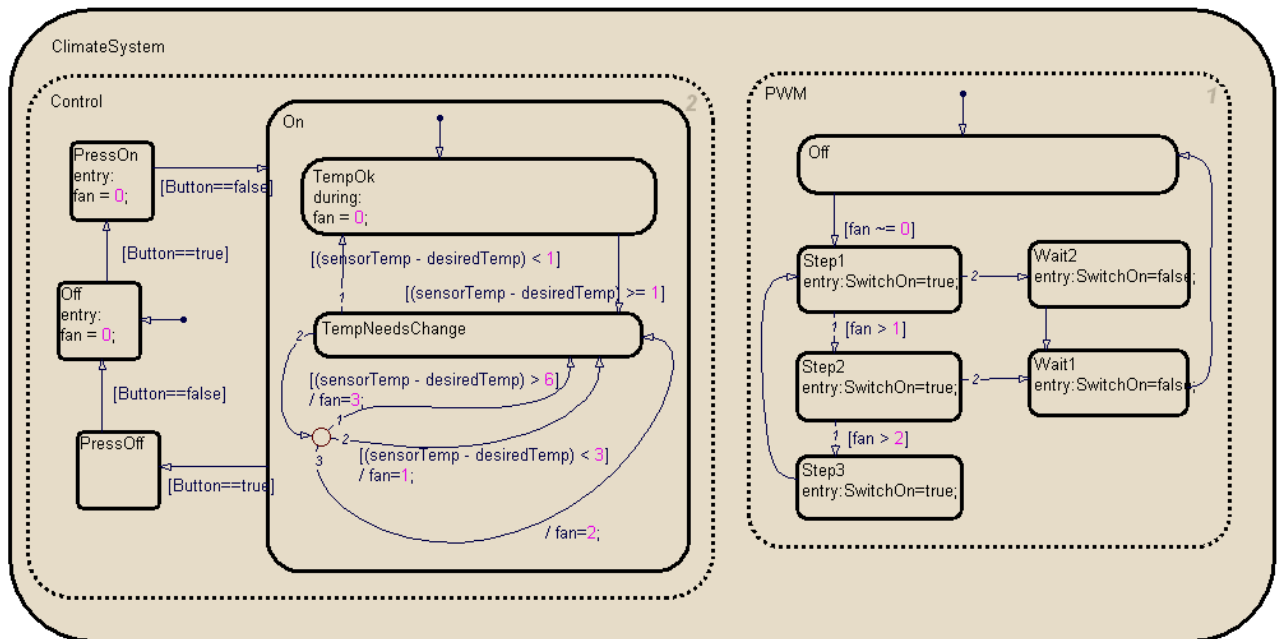 ClimateSystem
Control
2
On
PressOn
entry:
fan = 0;
[Button==false]
[Button==true]
Off
entry:
fan = 0;
[Button==false]
PressOff
[Button==true]
TempOk
during:
fan = 0;
[(sensorTemp - desiredTemp) < 1]
1
[(sensorTemp - desiredTemp) >= 1]
TempNeedsChange
2
[(sensorTemp - desiredTemp) > 6]
/ fan=3;
1
2
[(sensorTemp - desiredTemp) < 3]
/ fan=1;
3
/ fan=2;
PWM
1
Off
[fan ~= 0]
Step1
entry:SwitchOn=true;
2
Wait2
entry:SwitchOn=false;
1
[fan > 1]
Step2
entry:SwitchOn=true;
2
Wait1
entry:SwitchOn=false;
1
[fan > 2]
Step3
entry:SwitchOn=true;